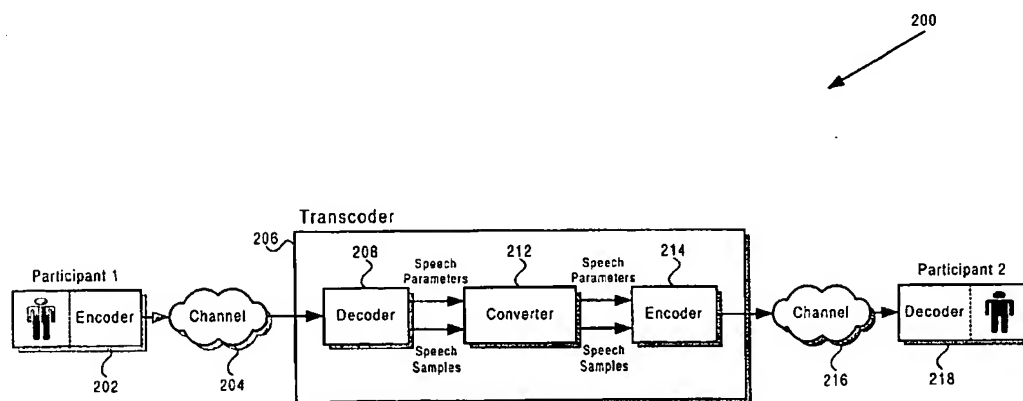 200
Transcoder
206
208
Speech
Parameters
212
Speech
Parameters
214
Participant 1
Participant 2
Encoder
Channel
Decoder
Converter
Encoder
Channel
Decoder
202
204
Speech
Samples
Speech
Samples
216
218